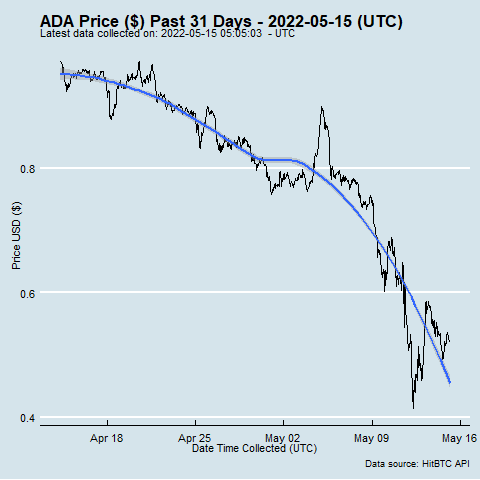 ADA Price ($) Past 31 Days - 2022-05-15 (UTC)
Latest data collected on: 2022-05-15 05:05:03 - UTC
Price USD ($)
0.8
0.6
0.4
Apr 18 Apr 25 May 02 May 09 May 16
Date Time Collected (UTC)
Data source: HitBTC API